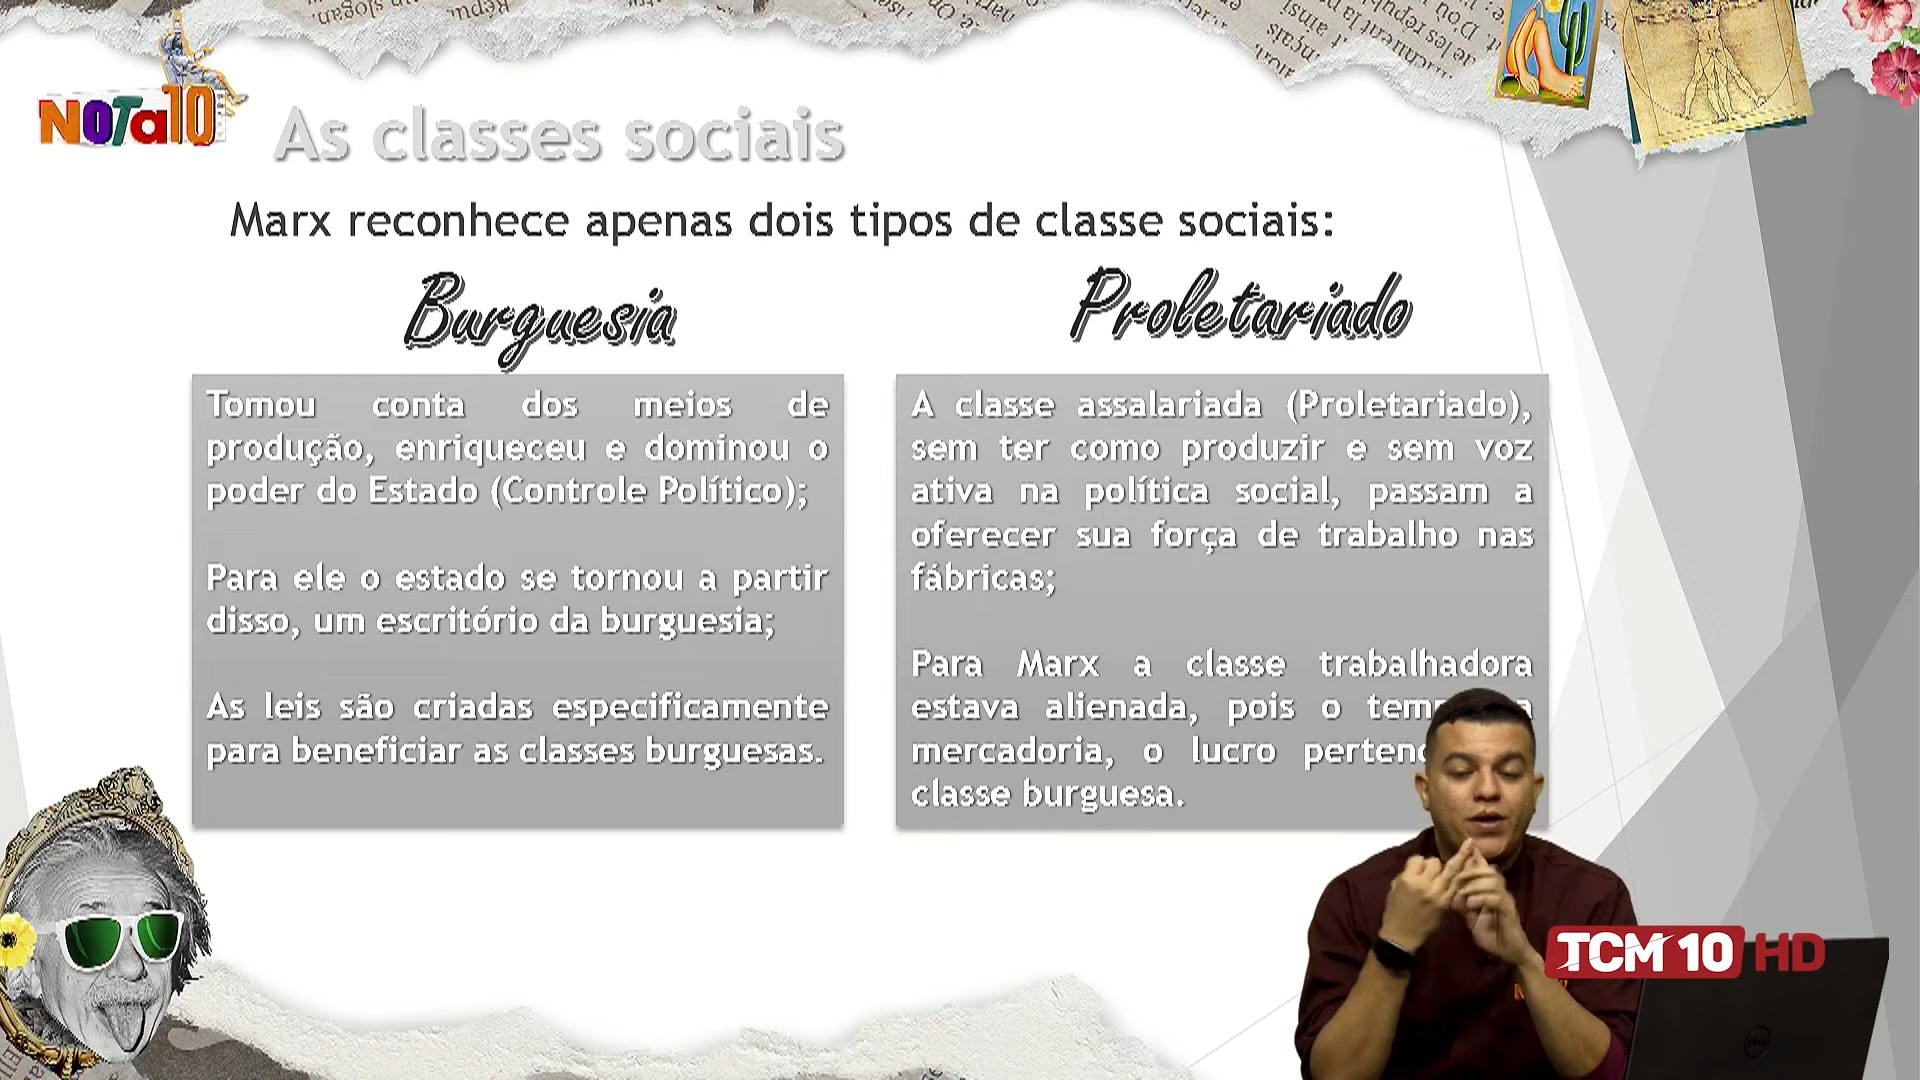 NOTa10
As classes sociais
Marx reconhece apenas dois tipos de classe sociais:
Burguesia
Proletariado
Tomou conta dos meios de
produção, enriqueceu e dominou o
poder do Estado (Controle Político);
Para ele o estado se tornou a partir
disso, um escritório da burguesia;
As leis são criadas especificamente
para beneficiar as classes burguesas.
A classe assalariada (Proletariado),
sem ter como produzir e sem voz
ativa na política social, passam a
oferecer sua força de trabalho nas
fábricas;
Para Marx a classe trabalhadora
estava alienada, pois o
mercadoria, o lucro
classe burguesa.
TCM 10 HD
DELL